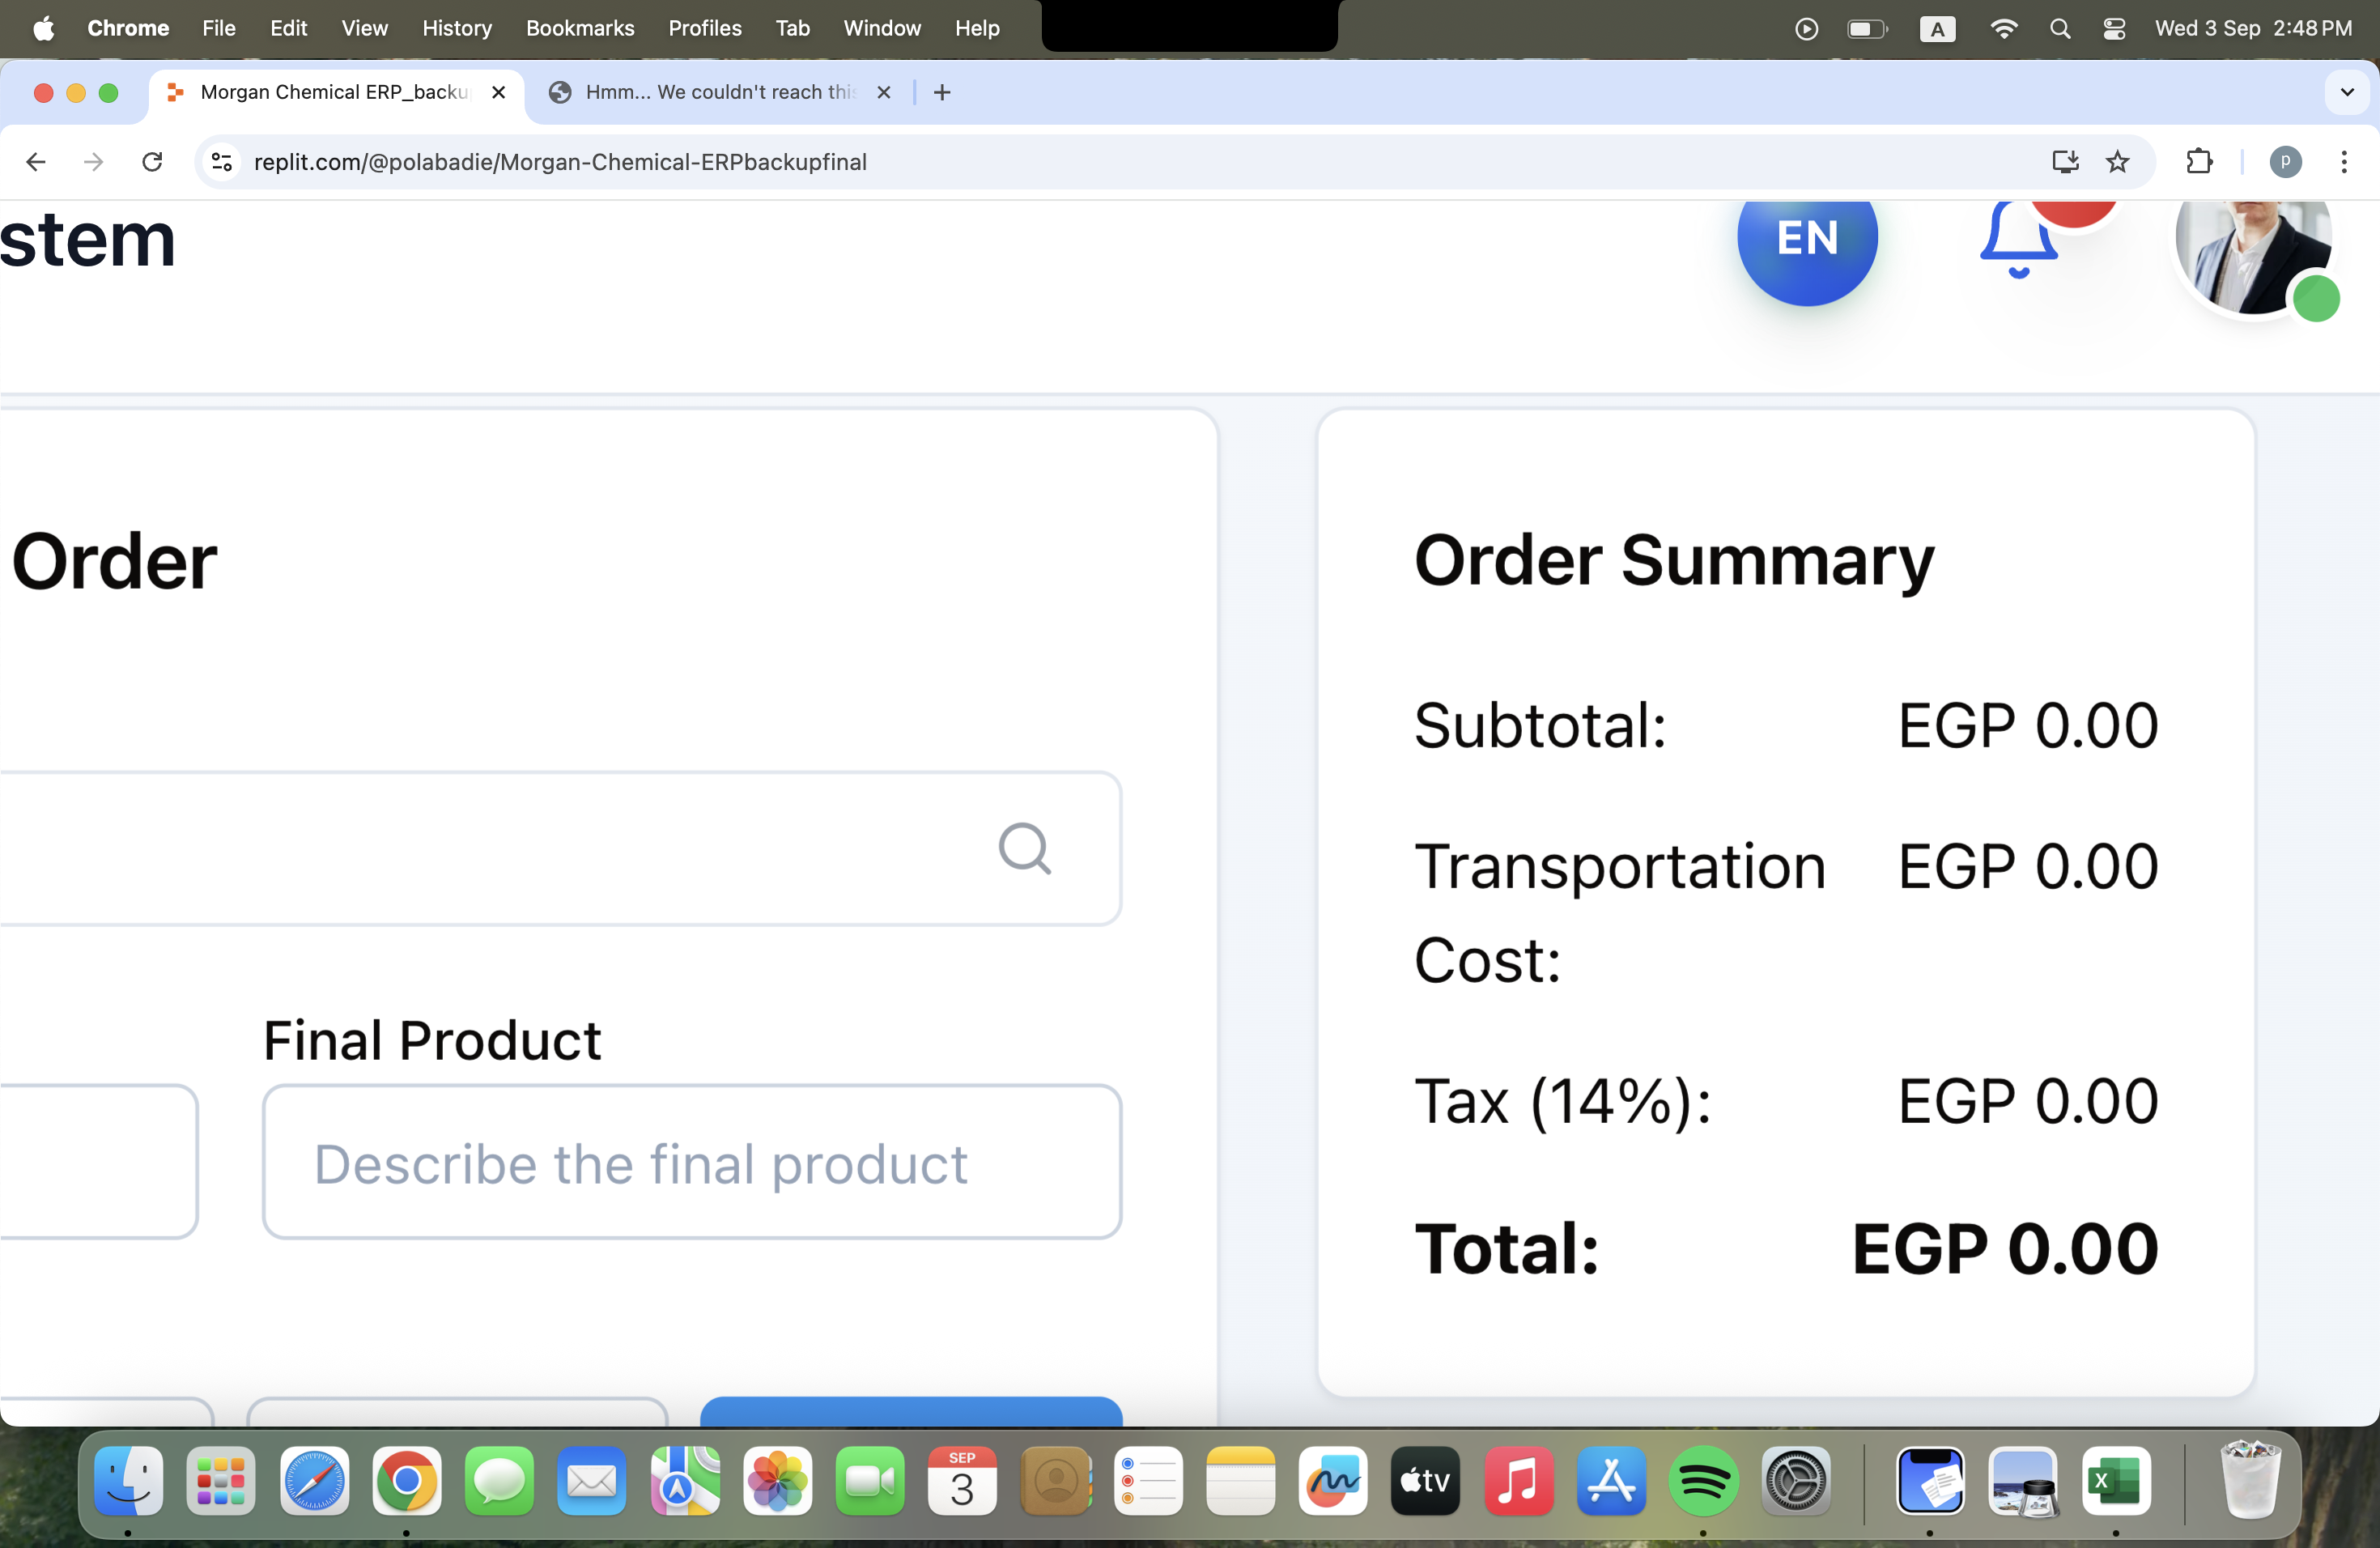 Chrome File Edit View History Bookmarks Profiles Tab Window Help A Wed 3 Sep 2:48 PM
Morgan Chemical ERP_backu Hmm... We couldn't reach this
replit.com/@polabadie/Morgan-Chemical-ERPbackupfinal p
stem EN
Order
Final Product
Describe the final product
Order Summary
Subtotal: EGP 0.00
Transportation EGP 0.00
Cost:
Tax (14%): EGP 0.00
Total: EGP 0.00
SEP
3
tv
X